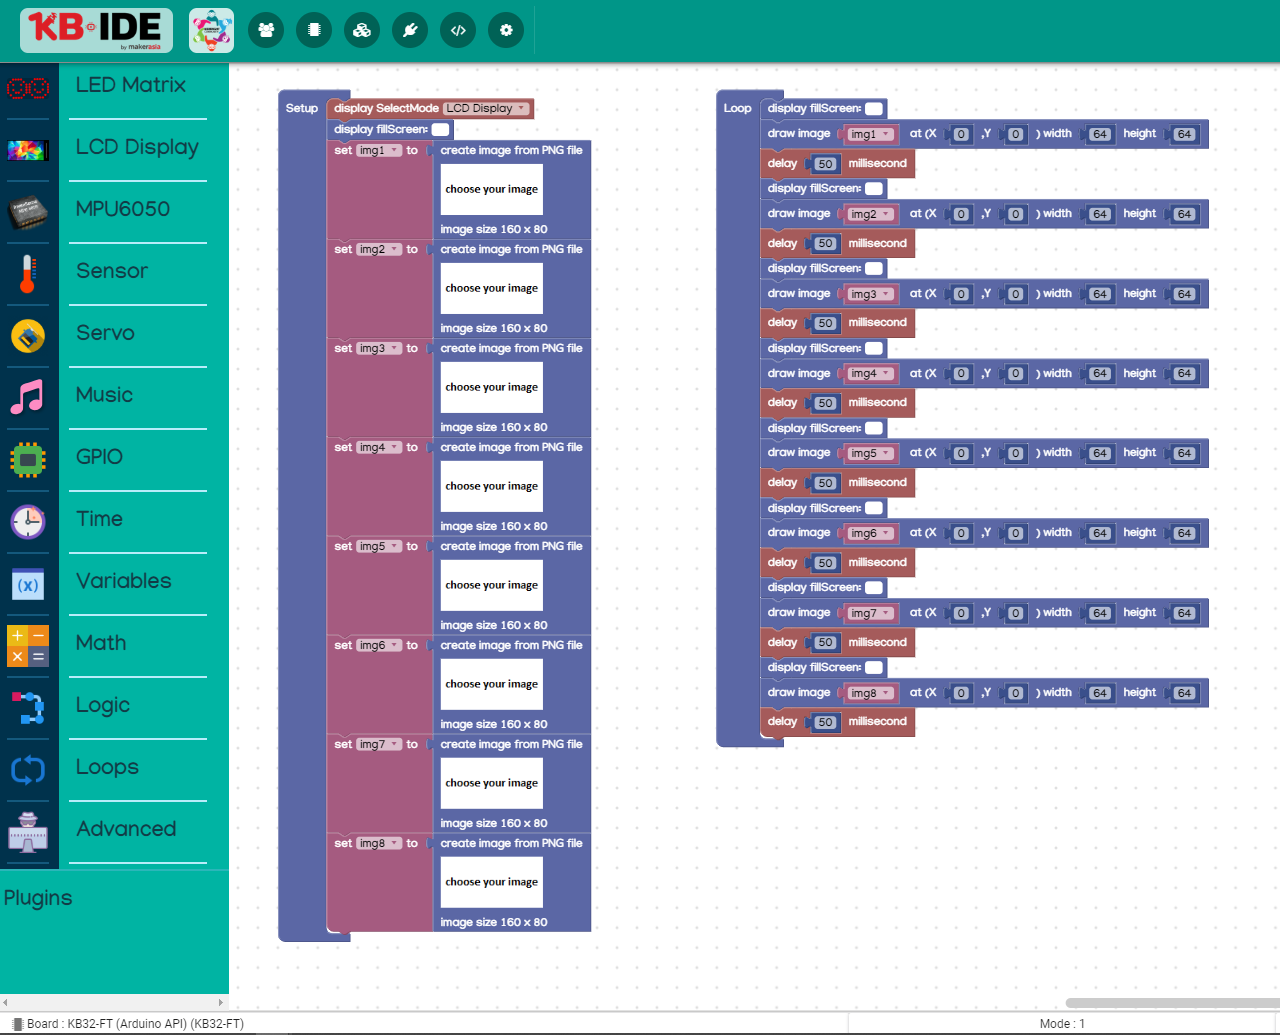 KB IDE
by makerasia
LED Matrix
LCD Display
MPU6050
Sensor
Servo
Music
GPIO
Time
Variables
Math
Logic
Loops
Advanced
Plugins
Setup display SelectMode LCD Display
display fillScreen:
set img1 to create image from PNG file
choose your image
image size 160 x 80
set img2 to create image from PNG file
choose your image
image size 160 x 80
set img3 to create image from PNG file
choose your image
image size 160 x 80
set img4 to create image from PNG file
choose your image
image size 160 x 80
set img5 to create image from PNG file
choose your image
image size 160 x 80
set img6 to create image from PNG file
choose your image
image size 160 x 80
set img7 to create image from PNG file
choose your image
image size 160 x 80
set img8 to create image from PNG file
choose your image
image size 160 x 80
Loop display fillScreen:
draw image img1 at (X 0 ,Y 0 ) width 64 height 64
delay 50 millisecond
display fillScreen:
draw image img2 at (X 0 ,Y 0 ) width 64 height 64
delay 50 millisecond
display fillScreen:
draw image img3 at (X 0 ,Y 0 ) width 64 height 64
delay 50 millisecond
display fillScreen:
draw image img4 at (X 0 ,Y 0 ) width 64 height 64
delay 50 millisecond
display fillScreen:
draw image img5 at (X 0 ,Y 0 ) width 64 height 64
delay 50 millisecond
display fillScreen:
draw image img6 at (X 0 ,Y 0 ) width 64 height 64
delay 50 millisecond
display fillScreen:
draw image img7 at (X 0 ,Y 0 ) width 64 height 64
delay 50 millisecond
display fillScreen:
draw image img8 at (X 0 ,Y 0 ) width 64 height 64
delay 50 millisecond
Board : KB32-FT (Arduino API) (KB32-FT)
Mode : 1